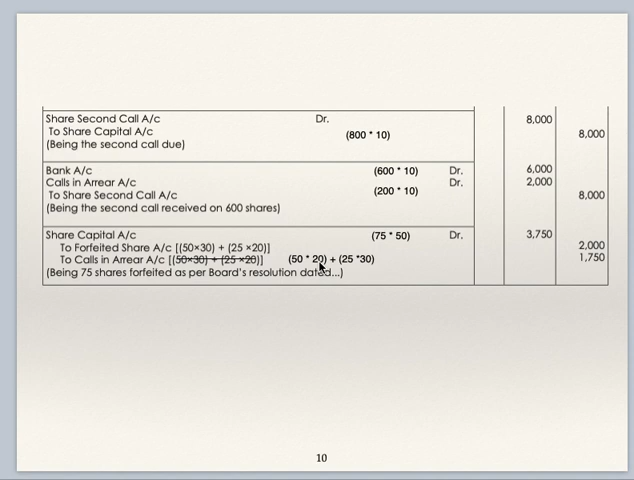 Share Second Call A/c Dr. 8,000
To Share Capital A/c (800 * 10) 8,000
(Being the second call due)
Bank A/c (600 * 10) Dr. 6,000
Calls in Arrear A/c (200 * 10) Dr. 2,000
To Share Second Call A/c 8,000
(Being the second call received on 600 shares)
Share Capital A/c (75 * 50) Dr. 3,750
To Forfeited Share A/c [(50×30) + (25 ×20)] 2,000
To Calls in Arrear A/c [(50×30) + (25 ×20)] (50 * 20) + (25 *30) 1,750
(Being 75 shares forfeited as per Board's resolution dated...)
10